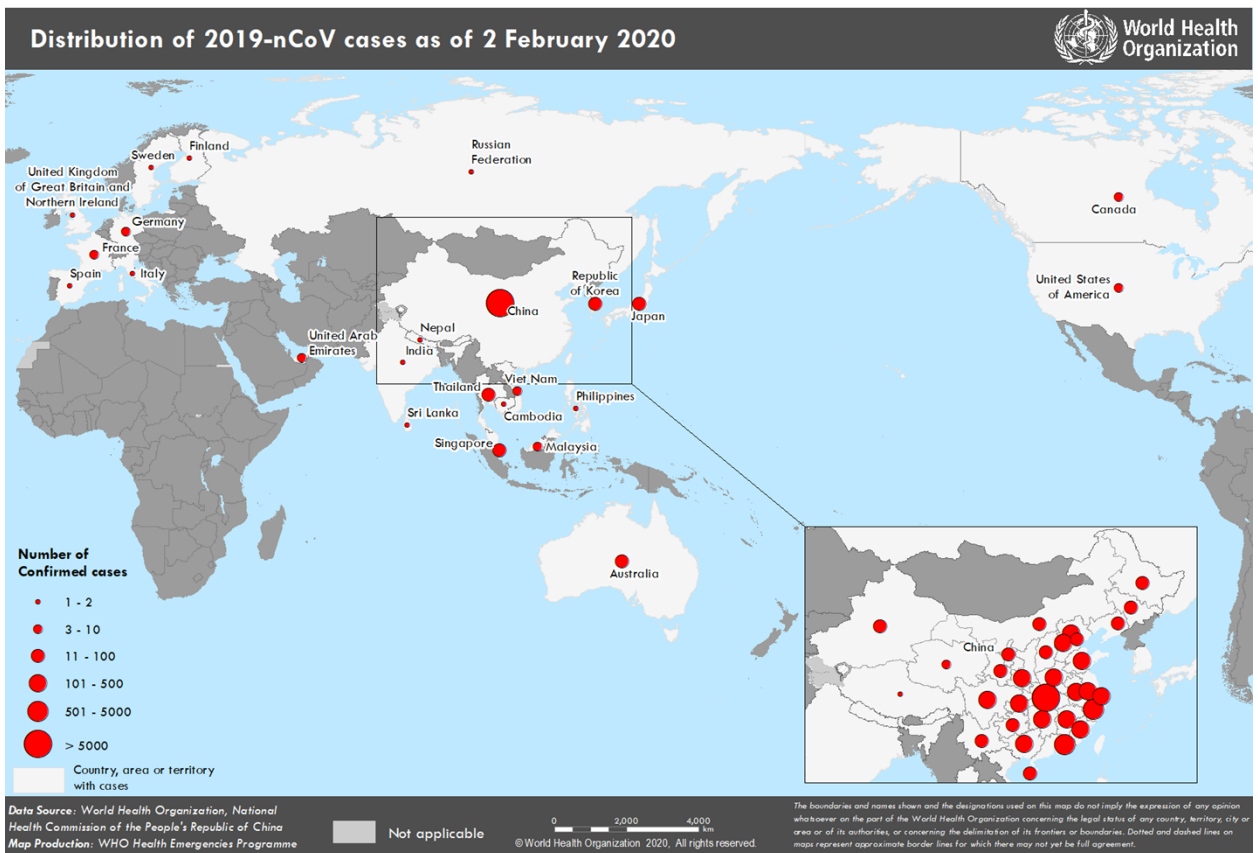 Distribution of 2019-nCoV cases as of 2 February 2020
World Health
Organization
Finland
Sweden
Russian
Federation
United Kingdom
of Great Britain and
Northern Ireland
Canada
Germany
France
Spain
Italy
Republic
of Korea
United States
of America
China
Japan
Nepal
United Arab
Emirates
India
Viet Nam
Thailand
Philippines
Sri Lanka
Cambodia
Singapore
Malaysia
Australia
Number of
Confirmed cases
1 - 2
3 - 10
11 - 100
101 - 500
501 - 5000
> 5000
Country, area or territory
with cases
China
Data Source: World Health Organization, National
Health Commission of the People's Republic of China
Map Production: WHO Health Emergencies Programme
Not applicable
0 2,000 4,000
km
© World Health Organization 2020, All rights reserved.
The boundaries and names shown and the designations used on this map do not imply the expression of any opinion
whatsoever on the part of the World Health Organization concerning the legal status of any country, territory, city or
area or of its authorities, or concerning the delimitation of its frontiers or boundaries. Dotted and dashed lines on
maps represent approximate border lines for which there may not yet be full agreement.